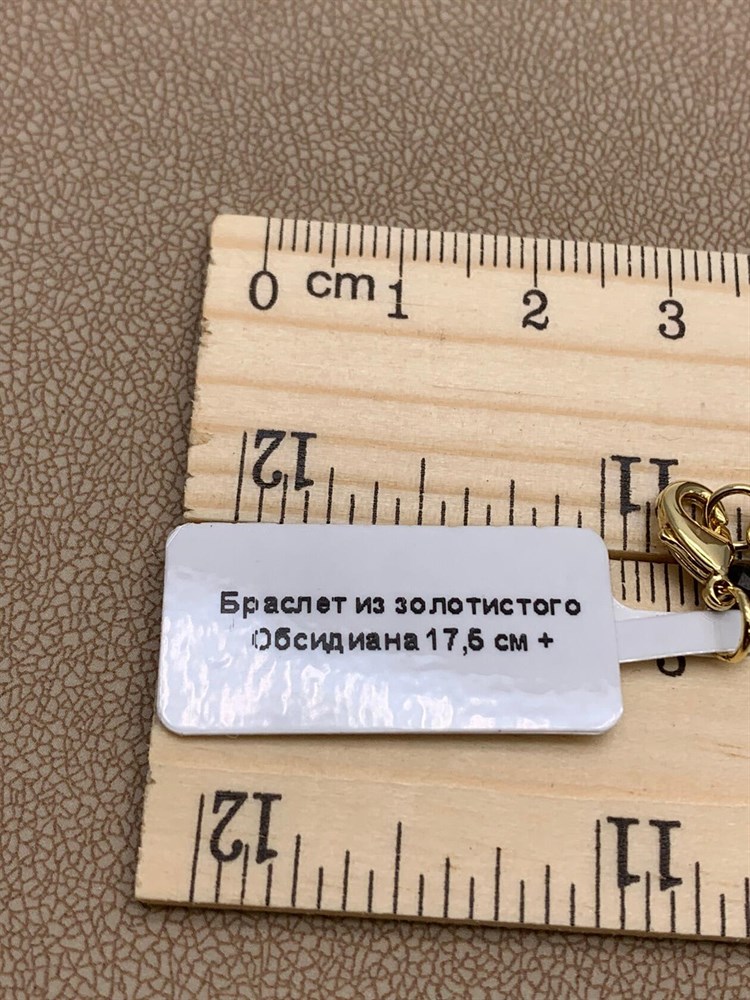 0 cm 1 2 3
12 11
Браслет из золотистого
Обсидиана 17,5 см +
12 11